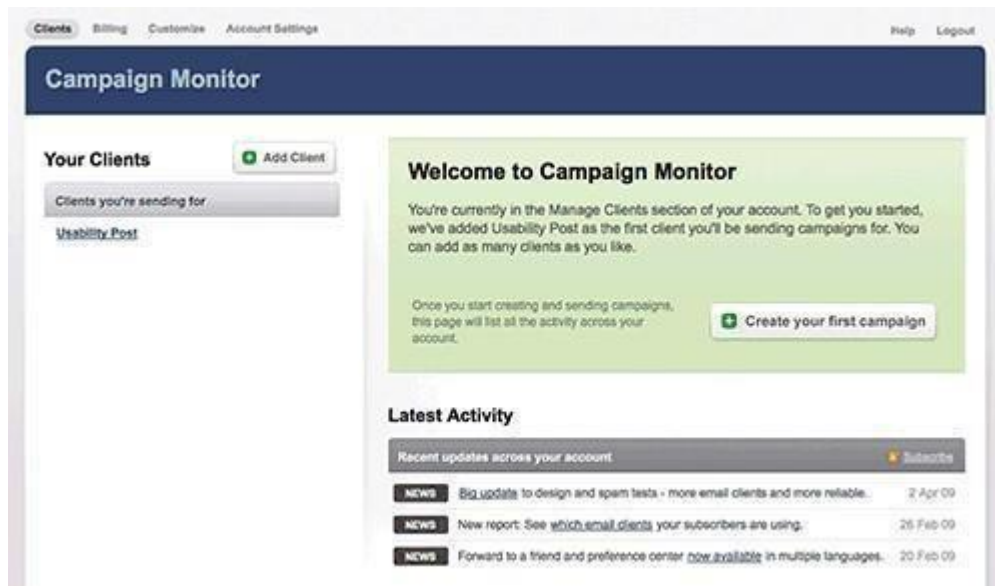 Clients Billing Customize Account Settings Help Logout
Campaign Monitor
Your Clients
Add Client
Clients you're sending for
Usability Post
Welcome to Campaign Monitor
You're currently in the Manage Clients section of your account. To get you started,
we've added Usability Post as the first client you'll be sending campaigns for. You
can add as many clients as you like.
Once you start creating and sending campaigns,
this page will list all the activity across your
account.
Create your first campaign
Latest Activity
Recent updates across your account Subscribe
NEWS Big update to design and spam tests - more email clients and more reliable. 2 Apr 09
NEWS New report: See which email clients your subscribers are using. 26 Feb 09
NEWS Forward to a friend and preference center now available in multiple languages. 20 Feb 09